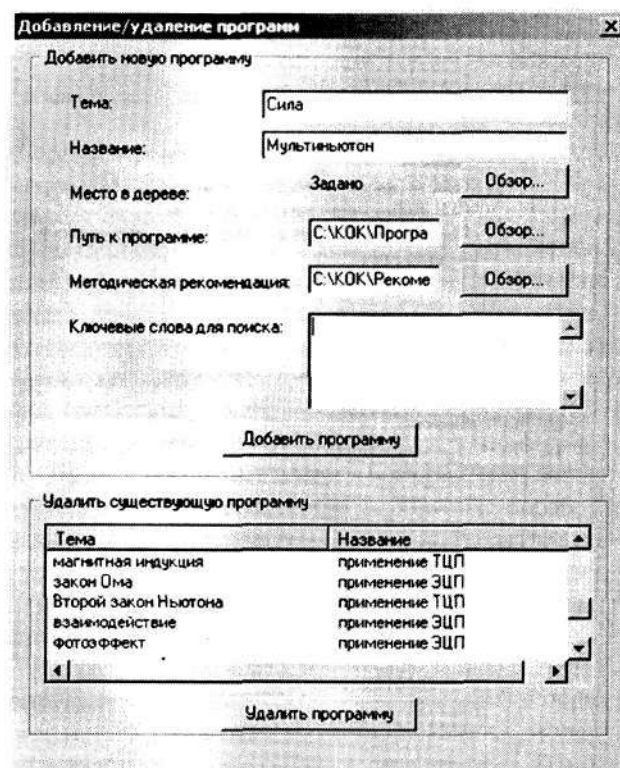 Добавление/удаление программ
Добавить новую программу
Тема: Сила
Название: Мультиньютон
Место в дереве: Задано Обзор...
Путь к программе: C:\КОК\Програ Обзор...
Методическая рекомендация: C:\КОК\Рекоме Обзор...
Ключевые слова для поиска:
Добавить программу
Удалить существующую программу
Тема Название
магнитная индукция применение ТЦП
закон Ома применение ЭЦП
Второй закон Ньютона применение ТЦП
взаимодействие применение ЭЦП
фотоэффект применение ЭЦП
Удалить программу